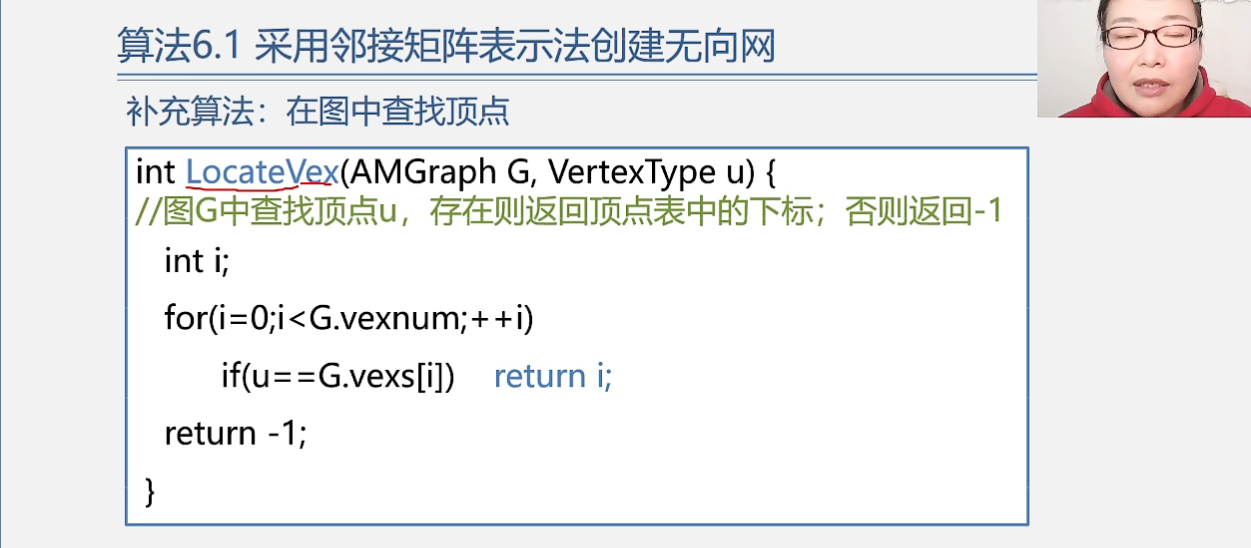 算法6.1 采用邻接矩阵表示法创建无向网
补充算法：在图中查找顶点
int LocateVex(AMGraph G, VertexType u) {
//图G中查找顶点u，存在则返回顶点表中的下标；否则返回-1
int i;
for(i=0;i<G.vexnum;++i)
if(u==G.vexs[i]) return i;
return -1;
}